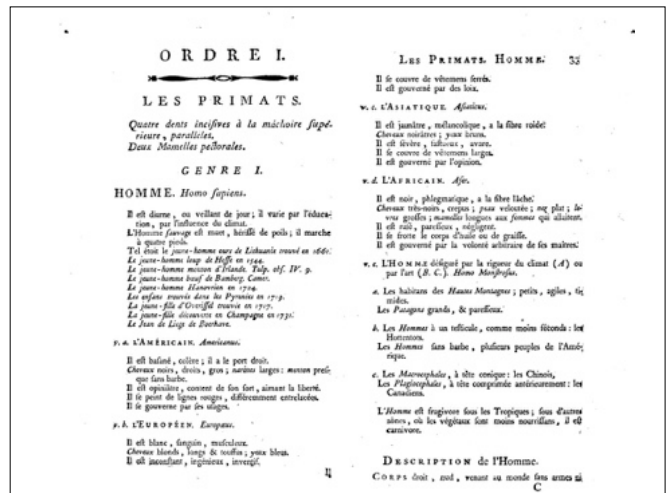 ORDRE I.
LES PRIMATS.
Quatre dents incisives à la mâchoire supé-
rieure, paralleles.
Deux Mamelles pectorales.
GENRE I.
HOMME. Homo sapiens.
Il est diurne, ou veillant de jour; il varie par l'éduca-
tion, par l'influence du climat.
L'Homme sauvage est muet, hérissé de poils; il marche
à quatre pieds.
Tel étoit le jeune-homme ours de Lithuanie trouvé en 1661.
Le jeune-homme loup de Hesse en 1544.
Le jeune-homme mouton d'Irlande. Tulp. obs. IV. 9.
Le jeune-homme bœuf de Bamberg. Camer.
Le jeune-homme Hanovrien en 1724.
Les enfans trouvés dans les Pyrenées en 1719.
La jeune-fille d'Overissel trouvée en 1717.
La jeune-fille découverte en Champagne en 1731.
Le Jean de Liege de Boerhave.
v. a. L'AMÉRICAIN. Americanus.
Il est basané, colère; il a le port droit.
Cheveux noirs, droits, gros; narines larges: menton pres-
que sans barbe.
Il est opiniâtre, content de son sort, aimant la liberté.
Il se peint de lignes rouges, différemment entrelacées.
Il se gouverne par ses usages.
v. b. L'EUROPÉEN. Europæus.
Il est blanc, sanguin, musculeux.
Cheveux blonds, longs & touffus; yeux bleus.
Il est inconstant, ingénieux, inventif.
Il
LES PRIMATS. HOMME. 33
Il se couvre de vêtemens serrés.
Il est gouverné par des loix.
v. c. L'ASIATIQUE. Asiaticus.
Il est jaunâtre, mélancolique, a la fibre roide.
Cheveux noirâtres; yeux bruns.
Il est sévère, fastueux, avare.
Il se couvre de vêtemens larges.
Il est gouverné par l'opinion.
v. d. L'AFRICAIN. Afer.
Il est noir, phlegmatique, a la fibre lâche.
Cheveux très-noirs, crepus; peau veloutée; nez plat; le-
vres grosses; mamelles longues aux femmes qui allaitent.
Il est rusé, paresseux, négligent.
Il se frotte le corps d'huile ou de graisse.
Il est gouverné par la volonté arbitraire de ses maîtres.
v. e. L'HOMME défiguré par la rigueur du climat (A) ou
par l'art (B. C.). Homo Monstrosus.
a. Les habitans des Hautes Montagnes; petits, agiles, ti-
mides.
Les Patagons grands, & paresseux.
b. Les Hommes à un testicule, comme moins féconds: les
Hottentots.
Les Hommes sans barbe, plusieurs peuples de l'Amé-
rique.
c. Les Macrocephales, à tête conique: les Chinois,
Les Plagiocephales, à tête comprimée antérieurement: les
Canadiens.
L'Homme est frugivore sous les Tropiques; sous d'autres
zônes, où les végétaux sont moins nourrissans, il est
carnivore.
DESCRIPTION de l'Homme.
CORPS droit, nud, venant au monde sans armes ni
C